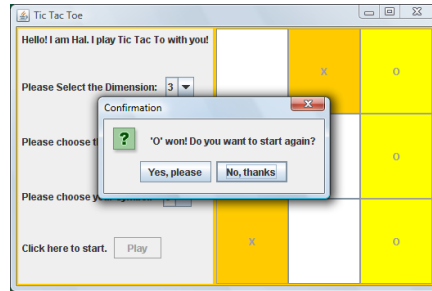 Tic Tac Toe
Hello! I am Hal. I play Tic Tac To with you!
X O
Please Select the Dimension: 3
Confirmation
? 'O' won! Do you want to start again?
Please choose t
O
Yes, please No, thanks
Please choose y
Click here to start. Play
X O